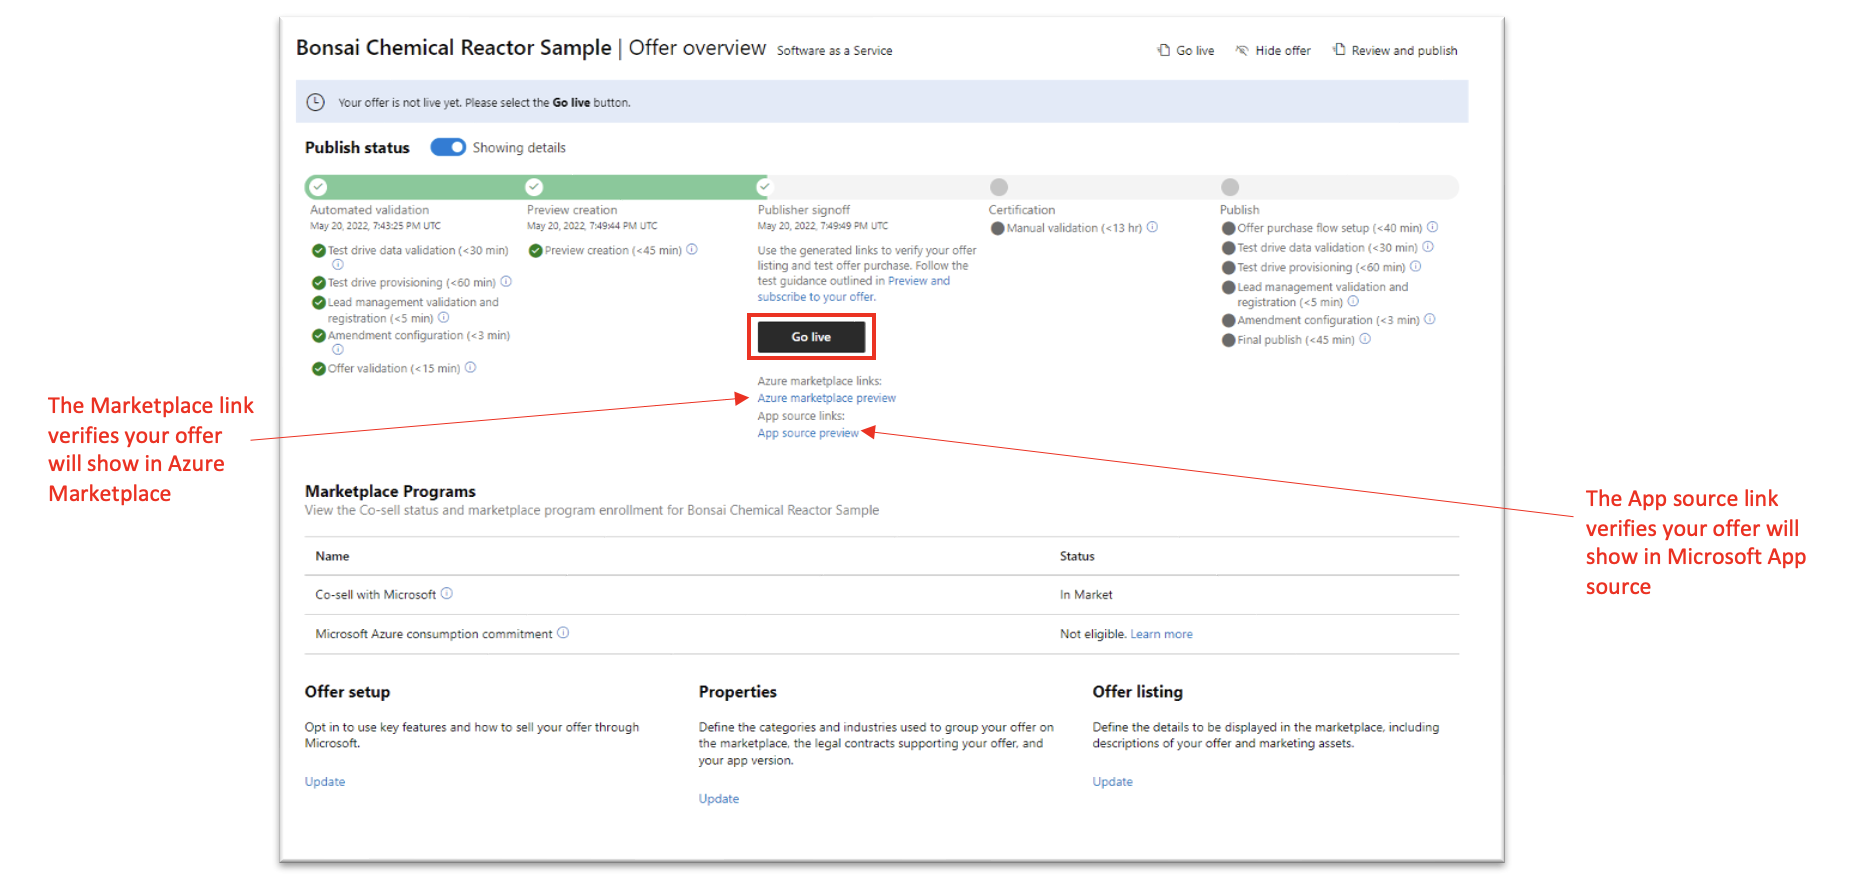 Bonsai Chemical Reactor Sample | Offer overview Software as a Service
Go live Hide offer Review and publish
Your offer is not live yet. Please select the Go live button.
Publish status Showing details
Automated validation
May 20, 2022, 7:43:25 PM UTC
Test drive data validation (<30 min)
Test drive provisioning (<60 min)
Lead management validation and
registration (<5 min)
Amendment configuration (<3 min)
Offer validation (<15 min)
Preview creation
May 20, 2022, 7:49:44 PM UTC
Preview creation (<45 min)
Publisher signoff
May 20, 2022, 7:49:49 PM UTC
Use the generated links to verify your offer
listing and test offer purchase. Follow the
test guidance outlined in Preview and
subscribe to your offer.
Go live
Azure marketplace links:
Azure marketplace preview
App source links:
App source preview
Certification
Manual validation (<13 hr)
Publish
Offer purchase flow setup (<40 min)
Test drive data validation (<30 min)
Test drive provisioning (<60 min)
Lead management validation and
registration (<5 min)
Amendment configuration (<3 min)
Final publish (<45 min)
The Marketplace link
verifies your offer
will show in Azure
Marketplace
The App source link
verifies your offer will
show in Microsoft App
source
Marketplace Programs
View the Co-sell status and marketplace program enrollment for Bonsai Chemical Reactor Sample
Name Status
Co-sell with Microsoft In Market
Microsoft Azure consumption commitment Not eligible. Learn more
Offer setup
Opt in to use key features and how to sell your offer through
Microsoft.
Update
Properties
Define the categories and industries used to group your offer on
the marketplace, the legal contracts supporting your offer, and
your app version.
Update
Offer listing
Define the details to be displayed in the marketplace, including
descriptions of your offer and marketing assets.
Update